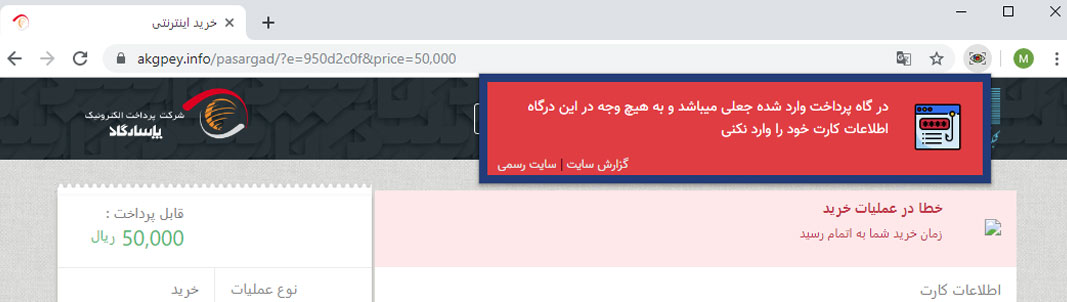 خرید اینترنتی
akgpey.info/pasargad/?e=950d2c0f&price=50,000
M
شرکت پرداخت الکترونیک
پاسارگاد
در گاه پرداخت وارد شده جعلی میباشد و به هیچ وجه در این درگاه
اطلاعات کارت خود را وارد نکنی
گزارش سایت | سایت رسمی
خطا در عملیات خرید
زمان خرید شما به اتمام رسید
قابل پرداخت :
50,000 ریال
نوع عملیات
خرید
اطلاعات کارت